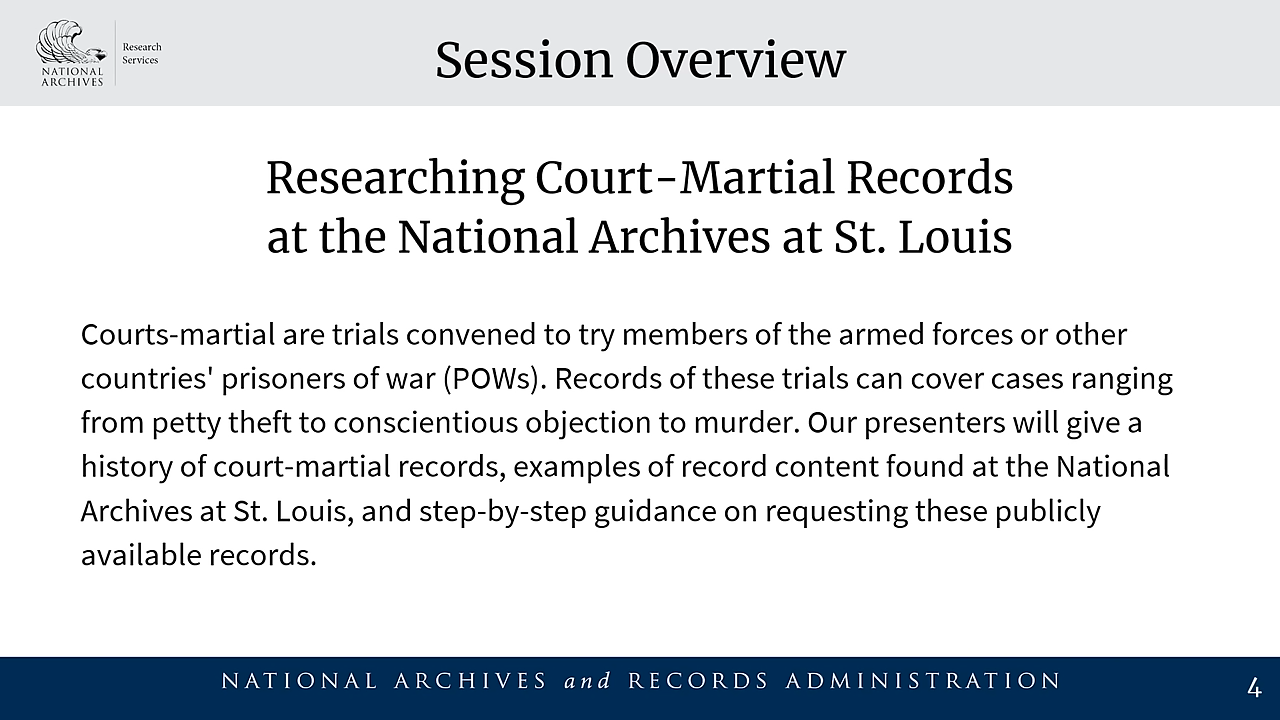 NATIONAL
ARCHIVES
Research
Services
Session Overview
Researching Court-Martial Records
at the National Archives at St. Louis
Courts-martial are trials convened to try members of the armed forces or other
countries' prisoners of war (POWs). Records of these trials can cover cases ranging
from petty theft to conscientious objection to murder. Our presenters will give a
history of court-martial records, examples of record content found at the National
Archives at St. Louis, and step-by-step guidance on requesting these publicly
available records.
NATIONAL ARCHIVES and RECORDS ADMINISTRATION
4